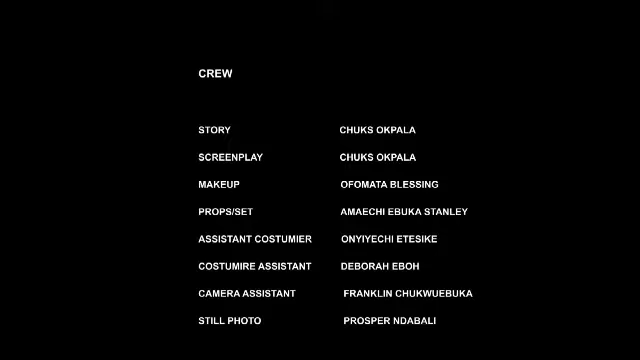 CREW
STORY CHUKS OKPALA
SCREENPLAY CHUKS OKPALA
MAKEUP OFOMATA BLESSING
PROPS/SET AMAECHI EBUKA STANLEY
ASSISTANT COSTUMIER ONYIYECHI ETESIKE
COSTUMIRE ASSISTANT DEBORAH EBOH
CAMERA ASSISTANT FRANKLIN CHUKWUEBUKA
STILL PHOTO PROSPER NDABALI